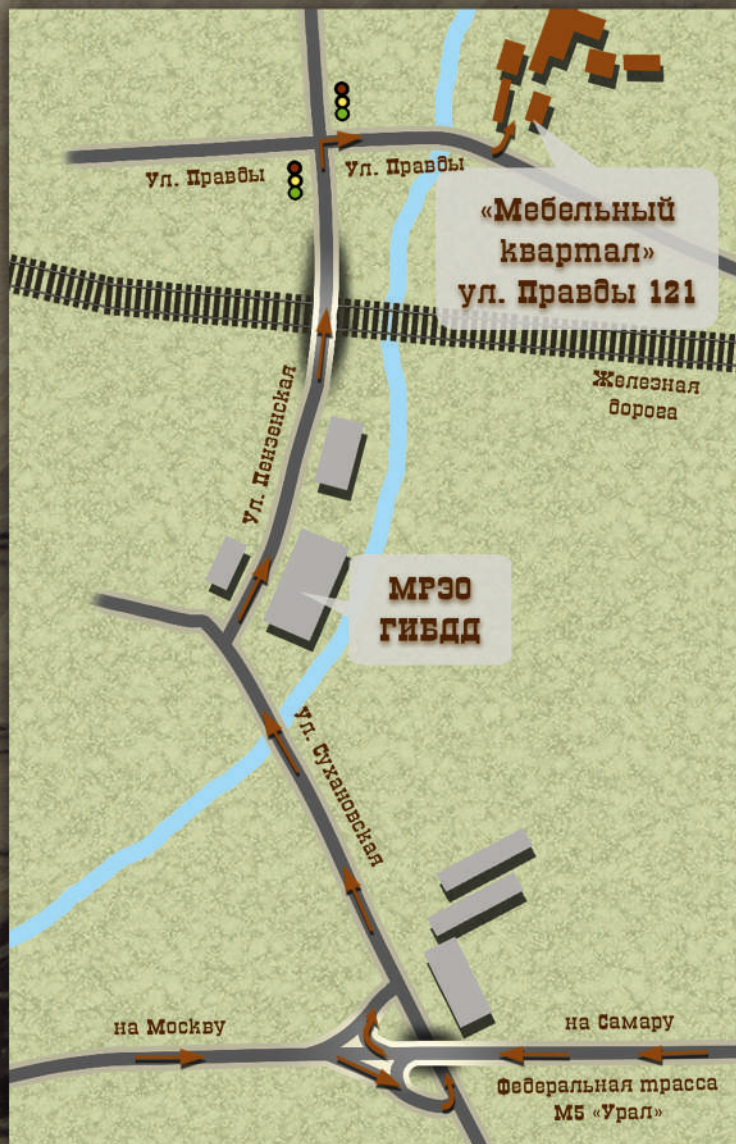 Ул. Правды
Ул. Правды
«Мебельный
квартал»
ул. Правды 121
Железная
дорога
Ул. Пензенская
МРЭО
ГИБДД
Ул. Сухановская
на Москву
на Самару
Федеральная трасса
М5 «Урал»